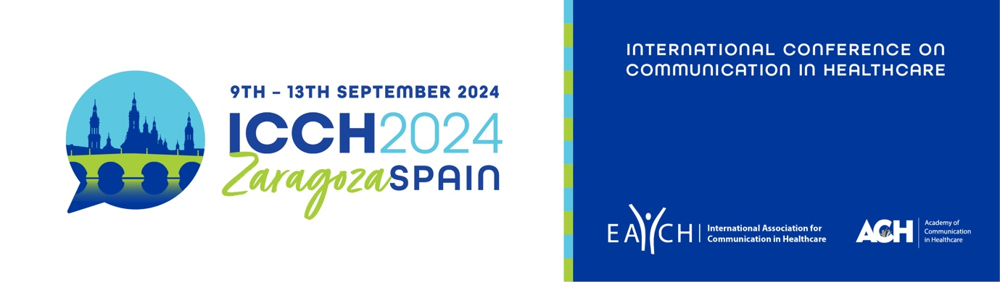 9TH – 13TH SEPTEMBER 2024
ICCH2024
Zaragoza SPAIN
INTERNATIONAL CONFERENCE ON
COMMUNICATION IN HEALTHCARE
EACH
International Association for
Communication in Healthcare
ACH
Academy of
Communication
in Healthcare